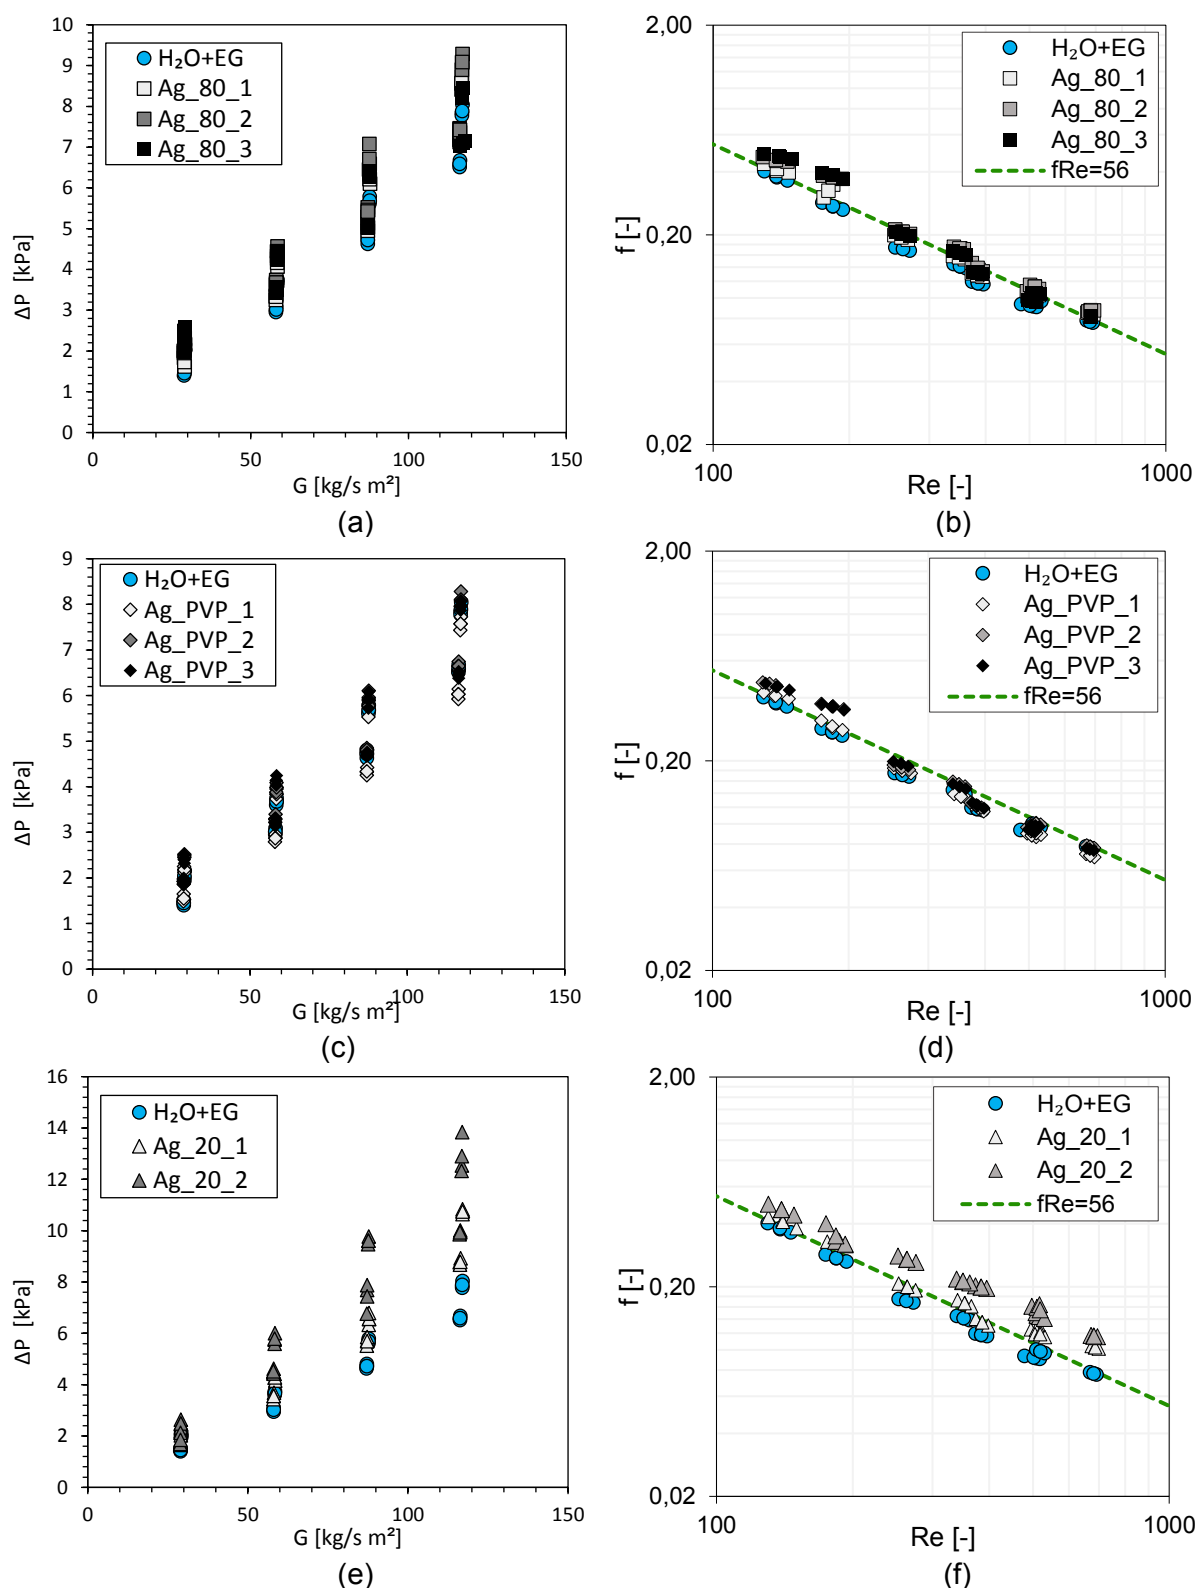 10
9
8
7
6
5
4
3
2
1
0
ΔP [kPa]
H₂O+EG
Ag_80_1
Ag_80_2
Ag_80_3
0
50
100
150
G [kg/s m²]
(a)
2,00
0,20
0,02
f [-]
H₂O+EG
Ag_80_1
Ag_80_2
Ag_80_3
fRe=56
100
1000
Re [-]
(b)
9
8
7
6
5
4
3
2
1
0
ΔP [kPa]
H₂O+EG
Ag_PVP_1
Ag_PVP_2
Ag_PVP_3
0
50
100
150
G [kg/s m²]
(c)
2,00
0,20
0,02
f [-]
H₂O+EG
Ag_PVP_1
Ag_PVP_2
Ag_PVP_3
fRe=56
100
1000
Re [-]
(d)
16
14
12
10
8
6
4
2
0
ΔP [kPa]
H₂O+EG
Ag_20_1
Ag_20_2
0
50
100
150
G [kg/s m²]
(e)
2,00
0,20
0,02
f [-]
H₂O+EG
Ag_20_1
Ag_20_2
fRe=56
100
1000
Re [-]
(f)